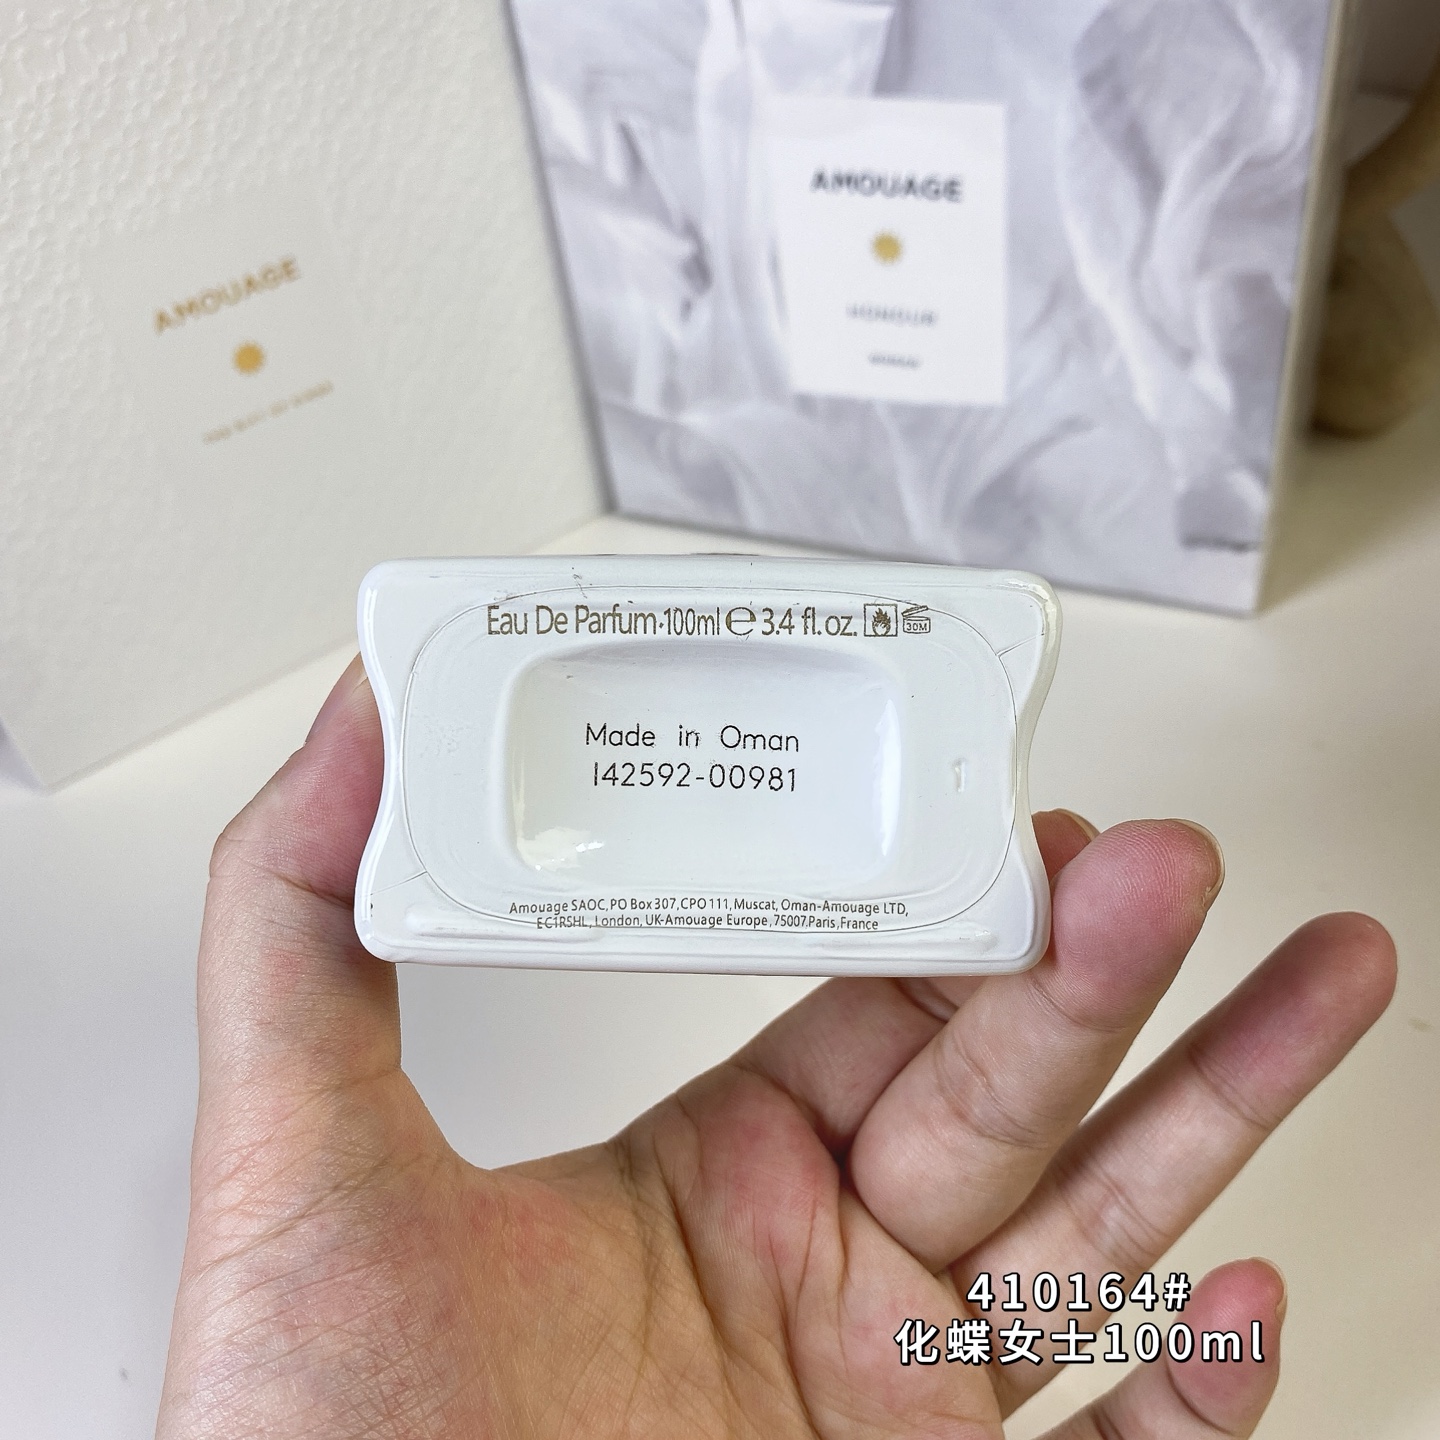 AMOUAGE
AMOUAGE
HONOUR
Eau De Parfum·100ml ℮ 3.4 fl.oz.
30M
Made in Oman
142592-00981
1
Amouage SAOC,PO Box 307,CPO 111,Muscat, Oman-Amouage LTD,
EC1R5HL, London, UK-Amouage Europe,75007,Paris,France
410164#
化蝶女士100ml